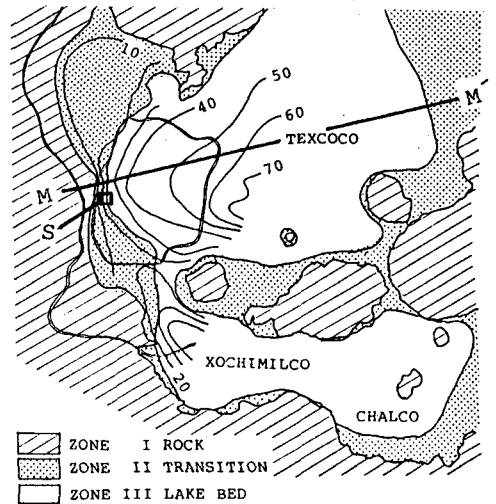 10
50
40
60
M
TEXCOCO
70
M
S
XOCHIMILCO
20
CHALCO
ZONE I ROCK
ZONE II TRANSITION
ZONE III LAKE BED